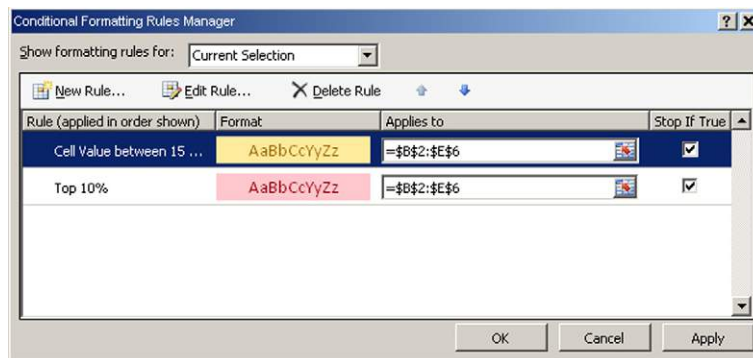 Conditional Formatting Rules Manager
Show formatting rules for: Current Selection
New Rule... Edit Rule... Delete Rule
Rule (applied in order shown) Format Applies to Stop If True
Cell Value between 15 ... AaBbCcYyZz =$B$2:$E$6
Top 10% AaBbCcYyZz =$B$2:$E$6
OK Cancel Apply